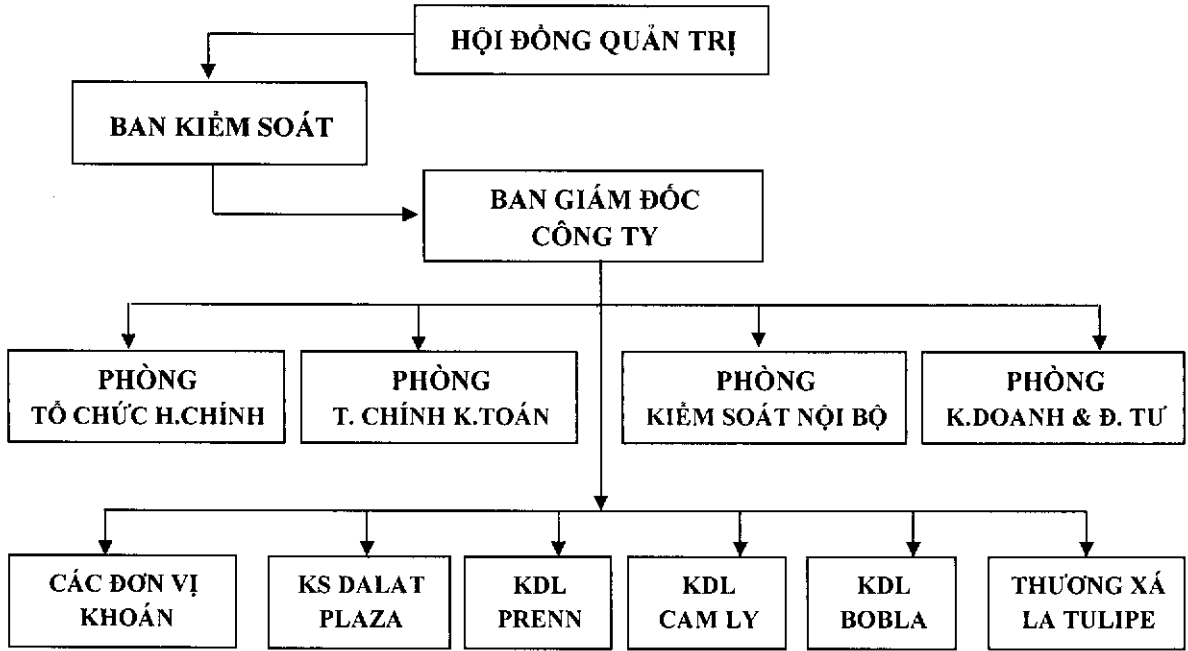 HỘI ĐỒNG QUẢN TRỊ
BAN KIỂM SOÁT
BAN GIÁM ĐỐC
CÔNG TY
PHÒNG
TỔ CHỨC H.CHÍNH
PHÒNG
T. CHÍNH K.TOÁN
PHÒNG
KIỂM SOÁT NỘI BỘ
PHÒNG
K.DOANH & Đ. TƯ
CÁC ĐƠN VỊ
KHOÁN
KS DALAT
PLAZA
KDL
PRENN
KDL
CAM LY
KDL
BOBLA
THƯƠNG XÁ
LA TULIPE